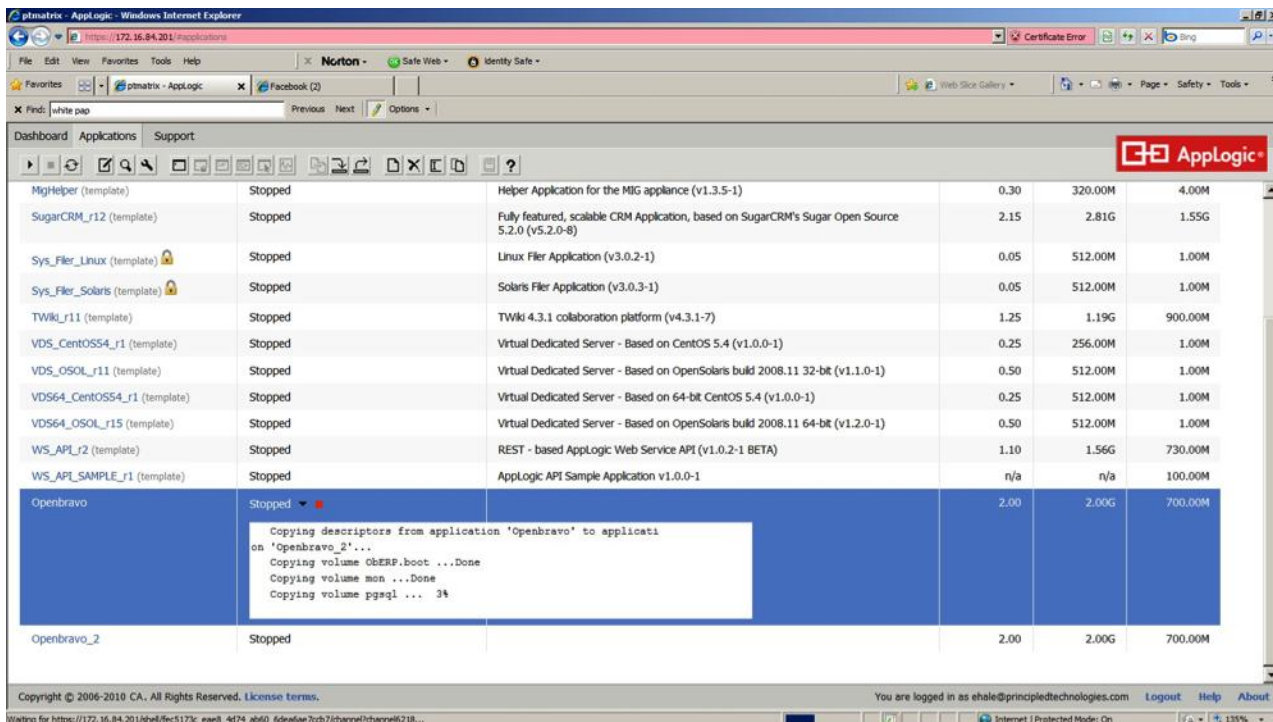 ptmatrix - AppLogic - Windows Internet Explorer
https://172.16.84.201/#applications
Certificate Error
Bing
File Edit View Favorites Tools Help
x Norton - Safe Web - Identity Safe -
Favorites
ptmatrix - AppLogic x
Facebook (2)
Web Slice Gallery
Page Safety Tools
x Find: white pap Previous Next Options
Dashboard Applications Support
AppLogic
MigHelper (template) Stopped Helper Application for the MIG appliance (v1.3.5-1) 0.30 320.00M 4.00M
SugarCRM_r12 (template) Stopped Fully featured, scalable CRM Application, based on SugarCRM's Sugar Open Source 2.15 2.81G 1.55G
5.2.0 (v5.2.0-8)
Sys_Filer_Linux (template) Stopped Linux Filer Application (v3.0.2-1) 0.05 512.00M 1.00M
Sys_Filer_Solaris (template) Stopped Solaris Filer Application (v3.0.3-1) 0.05 512.00M 1.00M
TWiki_r11 (template) Stopped TWiki 4.3.1 collaboration platform (v4.3.1-7) 1.25 1.19G 900.00M
VDS_CentOS54_r1 (template) Stopped Virtual Dedicated Server - Based on CentOS 5.4 (v1.0.0-1) 0.25 256.00M 1.00M
VDS_OSOL_r11 (template) Stopped Virtual Dedicated Server - Based on OpenSolaris build 2008.11 32-bit (v1.1.0-1) 0.50 512.00M 1.00M
VDS64_CentOS54_r1 (template) Stopped Virtual Dedicated Server - Based on 64-bit CentOS 5.4 (v1.0.0-1) 0.25 512.00M 1.00M
VDS64_OSOL_r15 (template) Stopped Virtual Dedicated Server - Based on OpenSolaris build 2008.11 64-bit (v1.2.0-1) 0.50 512.00M 1.00M
WS_API_r2 (template) Stopped REST - based AppLogic Web Service API (v1.0.2-1 BETA) 1.10 1.56G 730.00M
WS_API_SAMPLE_r1 (template) Stopped AppLogic API Sample Application v1.0.0-1 n/a n/a 100.00M
Openbravo Stopped 2.00 2.00G 700.00M
Copying descriptors from application 'Openbravo' to applicati
on 'Openbravo_2'...
Copying volume ObERP.boot ...Done
Copying volume mon ...Done
Copying volume pgsql ... 3%
Openbravo_2 Stopped 2.00 2.00G 700.00M
Copyright © 2006-2010 CA. All Rights Reserved. License terms.
You are logged in as ehale@principledtechnologies.com Logout Help About
Internet | Protected Mode: On 135%